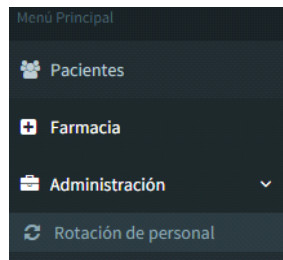 Menú Principal
Pacientes
Farmacia
Administración
Rotación de personal